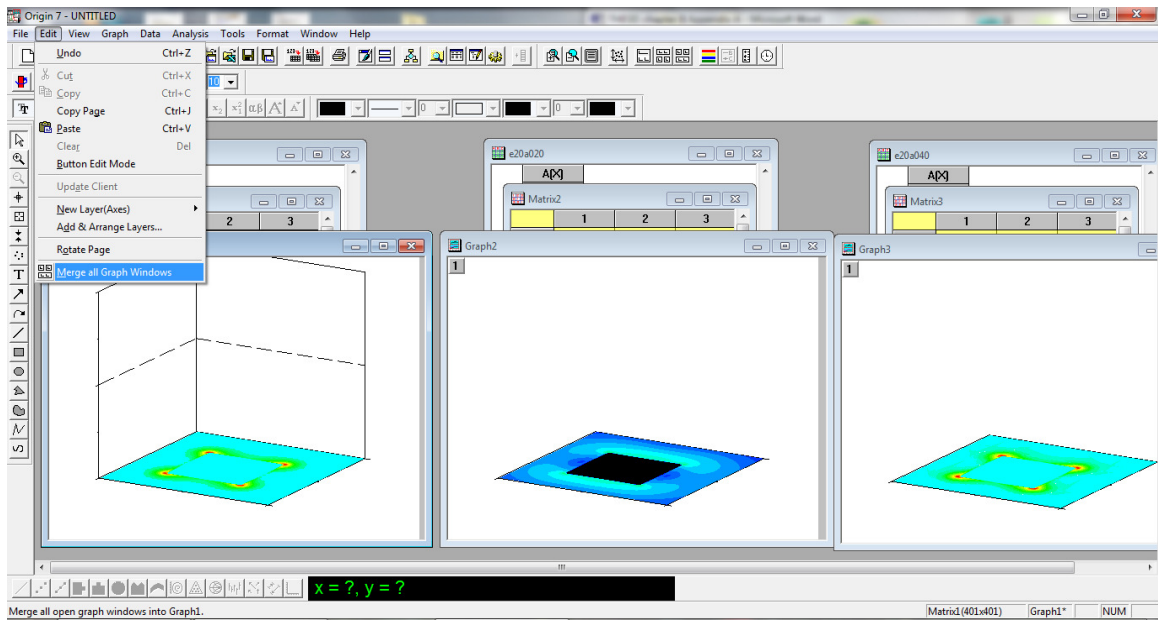 Origin 7 - UNTITLED
File Edit View Graph Data Analysis Tools Format Window Help
Undo Ctrl+Z
Cut Ctrl+X
Copy Ctrl+C
Copy Page Ctrl+J
Paste Ctrl+V
Clear Del
Button Edit Mode
Update Client
New Layer(Axes)
Add & Arrange Layers...
Rotate Page
Merge all Graph Windows
10
0 0
e20a020
A(X)
Matrix2
1 2 3
e20a040
A(X)
Matrix3
1 2 3
2 3
Graph2
1
Graph3
1
x = ?, y = ?
Merge all open graph windows into Graph1.
Matrix1(401x401) Graph1* NUM